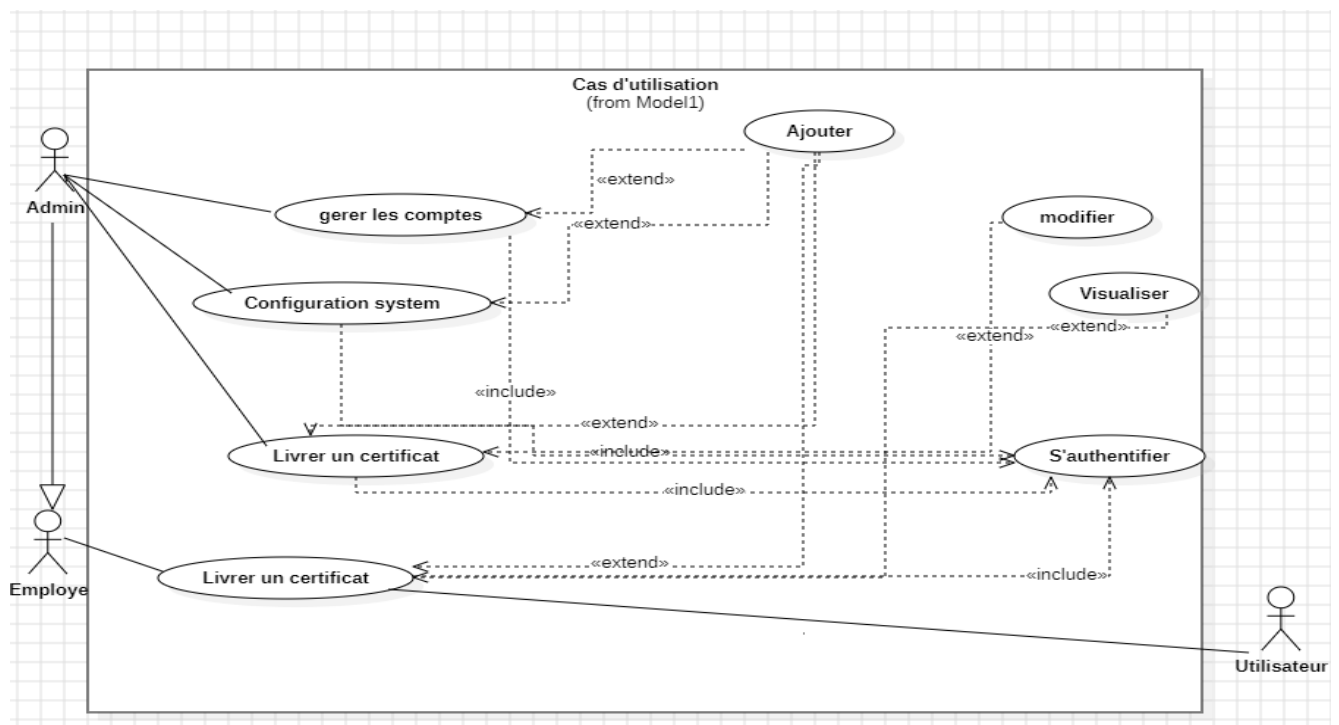 Cas d'utilisation
(from Model1)
Ajouter
«extend»
Admin
gerer les comptes
modifier
«extend»
Configuration system
Visualiser
«extend»
«extend»
«include»
«extend»
Livrer un certificat
«include»
S'authentifier
«include»
«extend»
Livrer un certificat
«include»
Employe
Utilisateur